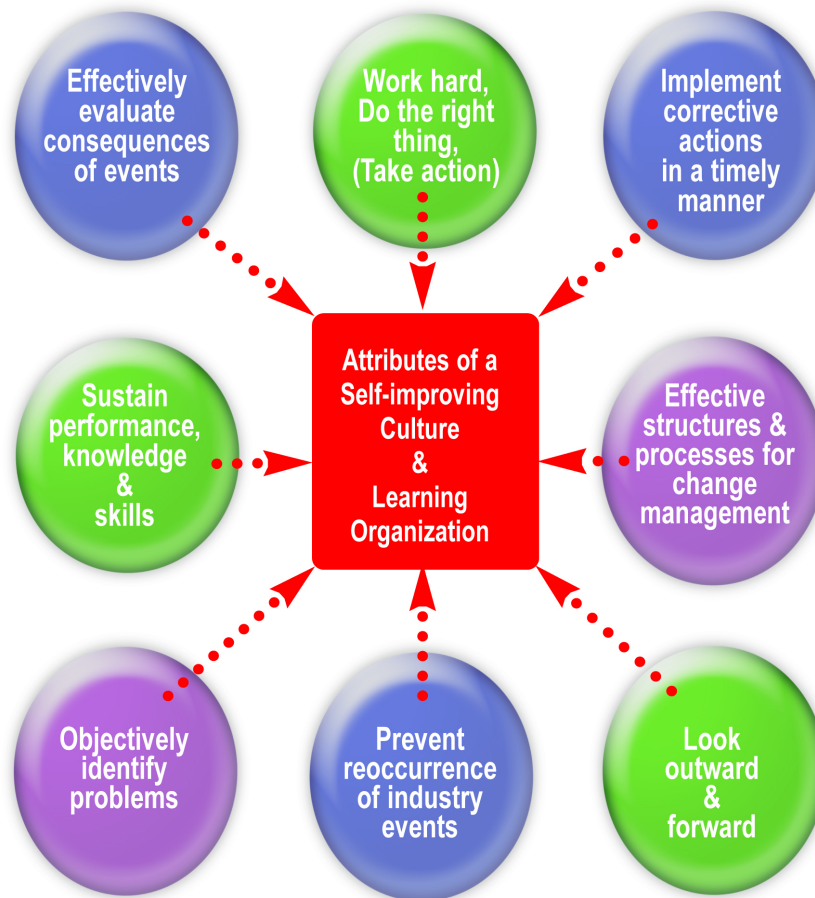 Effectively
evaluate
consequences
of events
Work hard,
Do the right
thing,
(Take action)
Implement
corrective
actions
in a timely
manner
Sustain
performance,
knowledge
&
skills
Attributes of a
Self-improving
Culture
&
Learning
Organization
Effective
structures &
processes for
change
management
Objectively
identify
problems
Prevent
reoccurrence
of industry
events
Look
outward
&
forward